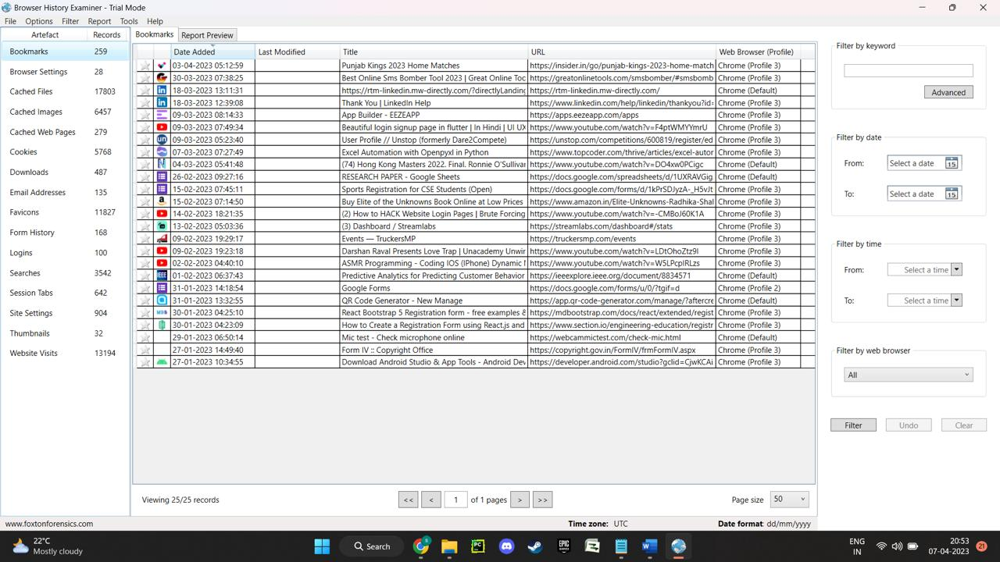 Browser History Examiner - Trial Mode
File Options Filter Report Tools Help
Artefact Records
Bookmarks 259
Browser Settings 28
Cached Files 17803
Cached Images 6457
Cached Web Pages 279
Cookies 5768
Downloads 487
Email Addresses 135
Favicons 11827
Form History 168
Logins 100
Searches 3542
Session Tabs 642
Site Settings 904
Thumbnails 32
Website Visits 13194
Bookmarks Report Preview
Date Added Last Modified Title URL Web Browser (Profile)
03-04-2023 05:12:59 Punjab Kings 2023 Home Matches https://insider.in/go/punjab-kings-2023-home-match Chrome (Profile 3)
30-03-2023 07:38:25 Best Online Sms Bomber Tool 2023 | Great Online Toc https://greatonlinetools.com/smsbomber/#smsbomb Chrome (Profile 3)
18-03-2023 13:11:31 https://rtm-linkedin.mw-directly.com/?directlyLanding https://rtm-linkedin.mw-directly.com/ Chrome (Default)
18-03-2023 12:39:08 Thank You | LinkedIn Help https://www.linkedin.com/help/linkedin/thankyou?id= Chrome (Profile 3)
09-03-2023 08:14:33 App Builder - EEZEAPP https://apps.eezeapp.com/apps Chrome (Profile 3)
09-03-2023 07:49:34 Beautiful login signup page in flutter | In Hindi | UI UX https://www.youtube.com/watch?v=F4ptWMYYmrU Chrome (Profile 3)
09-03-2023 05:23:40 User Profile // Unstop (formerly Dare2Compete) https://unstop.com/competitions/600819/register/ed Chrome (Profile 3)
07-03-2023 07:27:49 Excel Automation with Openpyxl in Python https://www.topcoder.com/thrive/articles/excel-autor Chrome (Profile 3)
04-03-2023 05:41:48 (74) Hong Kong Masters 2022. Final. Ronnie O'Sullivar https://www.youtube.com/watch?v=DO4xw0PCigc Chrome (Default)
26-02-2023 09:27:16 RESEARCH PAPER - Google Sheets https://docs.google.com/spreadsheets/d/1UXRAVGig Chrome (Default)
15-02-2023 07:45:11 Sports Registration for CSE Students (Open) https://docs.google.com/forms/d/1kPrSDJyzA-_H5vJt Chrome (Profile 3)
15-02-2023 07:14:50 Buy Elite of the Unknowns Book Online at Low Prices https://www.amazon.in/Elite-Unknowns-Radhika-Shal Chrome (Profile 3)
14-02-2023 18:21:35 (2) How to HACK Website Login Pages | Brute Forcing https://www.youtube.com/watch?v=-CMBoJ60K1A Chrome (Profile 3)
13-02-2023 05:03:36 (3) Dashboard / Streamlabs https://streamlabs.com/dashboard#/stats Chrome (Profile 3)
09-02-2023 19:29:17 Events — TruckersMP https://truckersmp.com/events Chrome (Profile 3)
09-02-2023 19:23:18 Darshan Raval Presents Love Trap | Unacademy Unwir https://www.youtube.com/watch?v=LDtOhoZtz9I Chrome (Profile 3)
02-02-2023 04:40:10 ASMR Programming - Coding IOS (IPhone) Dynamic I https://www.youtube.com/watch?v=W5LPcpIRLzs Chrome (Profile 3)
01-02-2023 06:37:43 Predictive Analytics for Predicting Customer Behavior https://ieeexplore.ieee.org/document/8834571 Chrome (Default)
31-01-2023 14:18:54 Google Forms https://docs.google.com/forms/u/0/?tgif=d Chrome (Profile 2)
31-01-2023 13:32:55 QR Code Generator - New Manage https://app.qr-code-generator.com/manage/?aftercre Chrome (Default)
30-01-2023 04:25:10 React Bootstrap 5 Registration form - free examples & https://mdbootstrap.com/docs/react/extended/regist Chrome (Profile 3)
30-01-2023 04:23:09 How to Create a Registration Form using React.js and https://www.section.io/engineering-education/registr Chrome (Profile 3)
29-01-2023 06:50:14 Mic test - Check microphone online https://webcammictest.com/check-mic.html Chrome (Default)
27-01-2023 14:49:40 Form IV :: Copyright Office https://copyright.gov.in/FormIV/frmFormIV.aspx Chrome (Profile 3)
27-01-2023 10:34:55 Download Android Studio & App Tools - Android Dev https://developer.android.com/studio?gclid=CjwKCAi Chrome (Profile 3)
Viewing 25/25 records << < 1 of 1 pages > >> Page size 50
Filter by keyword
Advanced
Filter by date
From: Select a date 15
To: Select a date 15
Filter by time
From: Select a time
To: Select a time
Filter by web browser
All
Filter Undo Clear
www.foxtonforensics.com Time zone: UTC Date format: dd/mm/yyyy
22°C
Mostly cloudy
Search
ENG
IN
20:53
07-04-2023
21